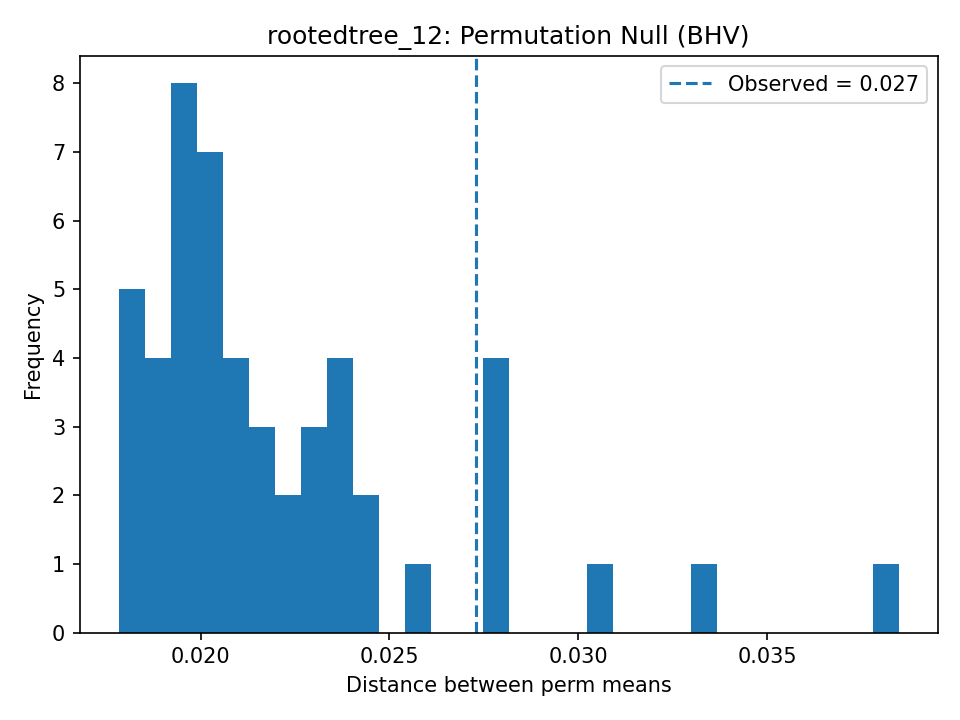 rootedtree_12: Permutation Null (BHV)
Observed = 0.027
8
7
6
5
4
3
2
1
0
Frequency
0.020 0.025 0.030 0.035
Distance between perm means